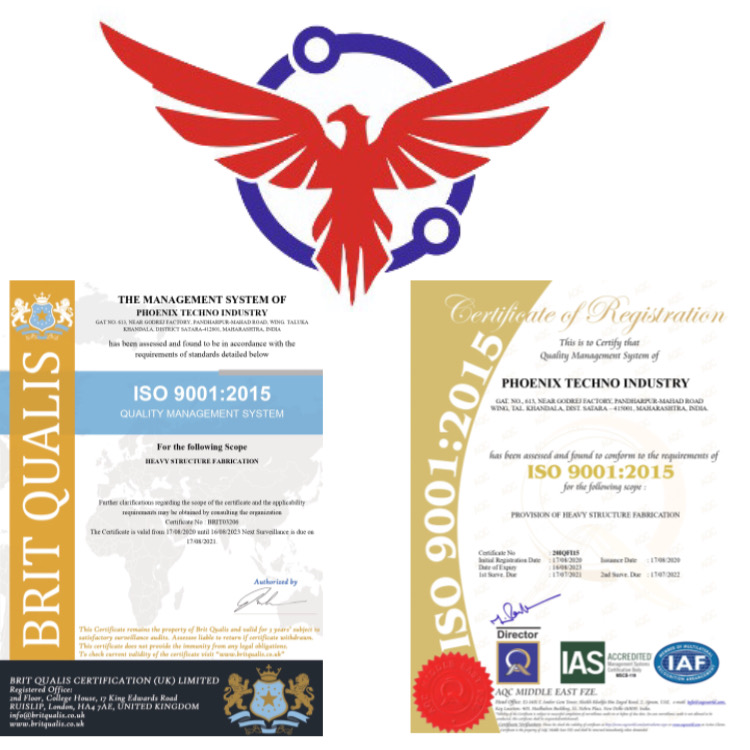 BRIT QUALIS
THE MANAGEMENT SYSTEM OF
PHOENIX TECHNO INDUSTRY
GAT NO. 613, NEAR GODREJ FACTORY, PANDHARPUR-MAHAD ROAD, WING, TALUKA
KHANDALA, DISTRICT SATARA-412801, MAHARASHTRA, INDIA
has been assessed and found to be in accordance with the
requirements of standards detailed below
ISO 9001:2015
QUALITY MANAGEMENT SYSTEM
For the following Scope
HEAVY STRUCTURE FABRICATION
Further clarifications regarding the scope of the certificate and the applicability
requirements may be obtained by consulting the organization
Certificate No : BRIT03206
The Certificate is valid from 17/08/2020 until 16/08/2023 Next Surveillance is due on
17/08/2021
Authorized by
This Certificate remains the property of Brit Qualis and valid for 3 years' subject to
satisfactory surveillance audits. Assessee liable to return if certificate withdrawn.
This certificate does not provide the immunity from any legal obligations.
To check current validity of the certificate visit "www.britqualis.co.uk"
BRIT QUALIS CERTIFICATION (UK) LIMITED
Registered Office:
2nd Floor, College House, 17 King Edwards Road
RUISLIP, London, HA4 7AE, UNITED KINGDOM
info@britqualis.co.uk
www.britqualis.co.uk
ISO 9001:2015
Certificate of Registration
This is to Certify that
Quality Management System of
PHOENIX TECHNO INDUSTRY
GAT. NO., 613, NEAR GODREJ FACTORY, PANDHARPUR-MAHAD ROAD
WING, TAL. KHANDALA, DIST. SATARA – 415001, MAHARASHTRA, INDIA.
has been assessed and found to conform to the requirements of
ISO 9001:2015
for the following scope :
PROVISION OF HEAVY STRUCTURE FABRICATION
Certificate No : 20IQFI15
Initial Registration Date : 17/08/2020 Issuance Date : 17/08/2020
Date of Expiry : 16/08/2023
1st Surve. Due : 17/07/2021 2nd Surve. Due : 17/07/2022
Director
IAS ACCREDITED
Management Systems
Certification Body
MSCB-119
IAF
AQC MIDDLE EAST FZE.